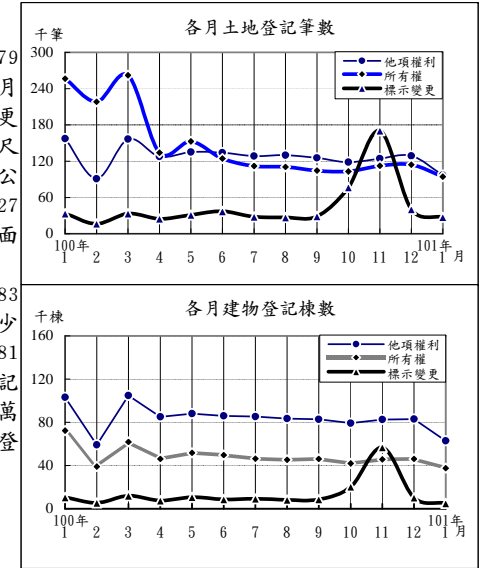 79
月
更
尺
公
27
面
83
少
81
記
萬
登
各月土地登記筆數
千筆
300
240
180
120
60
0
他項權利
所有權
標示變更
100年 101年
1 2 3 4 5 6 7 8 9 10 11 12 1 月
各月建物登記棟數
千棟
160
120
80
40
0
他項權利
所有權
標示變更
100年 101年
1 2 3 4 5 6 7 8 9 10 11 12 1 月